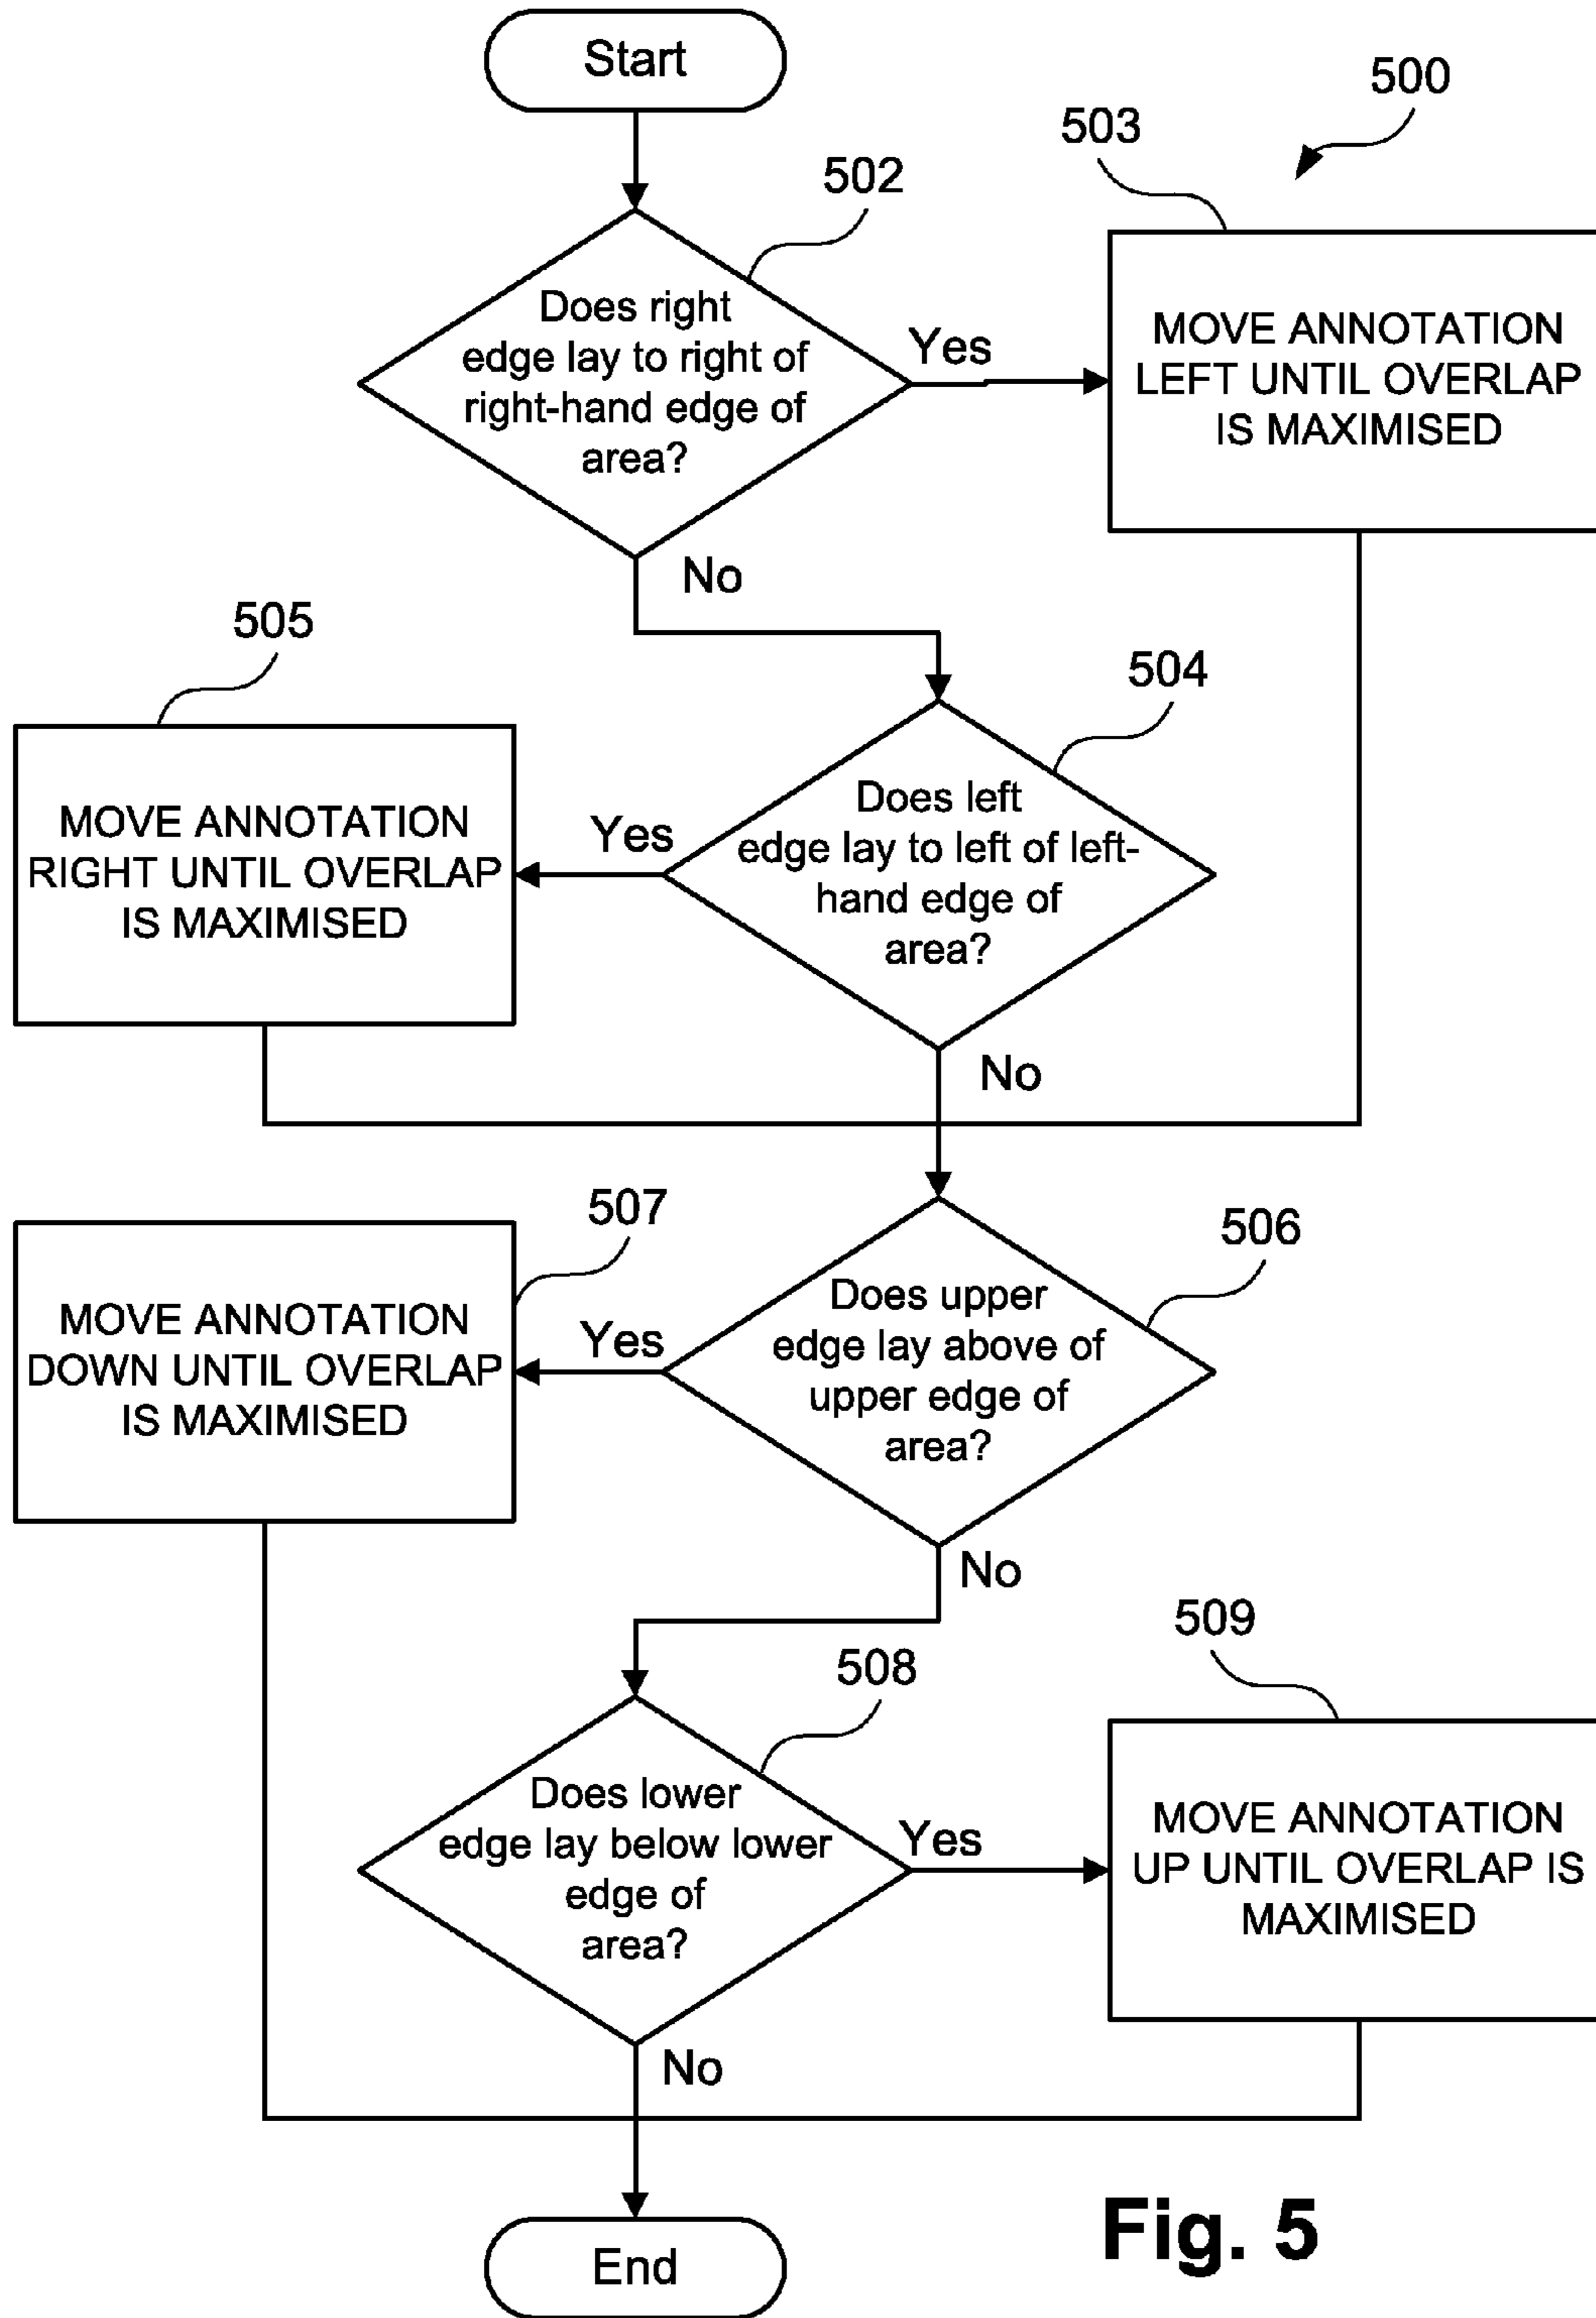 Start
500
503
502
Does right
edge lay to right of
right-hand edge of
area?
Yes
MOVE ANNOTATION
LEFT UNTIL OVERLAP
IS MAXIMISED
No
505
504
MOVE ANNOTATION
RIGHT UNTIL OVERLAP
IS MAXIMISED
Yes
Does left
edge lay to left of left-
hand edge of
area?
No
507
506
MOVE ANNOTATION
DOWN UNTIL OVERLAP
IS MAXIMISED
Yes
Does upper
edge lay above of
upper edge of
area?
No
509
508
Does lower
edge lay below lower
edge of
area?
Yes
MOVE ANNOTATION
UP UNTIL OVERLAP IS
MAXIMISED
No
End
Fig. 5